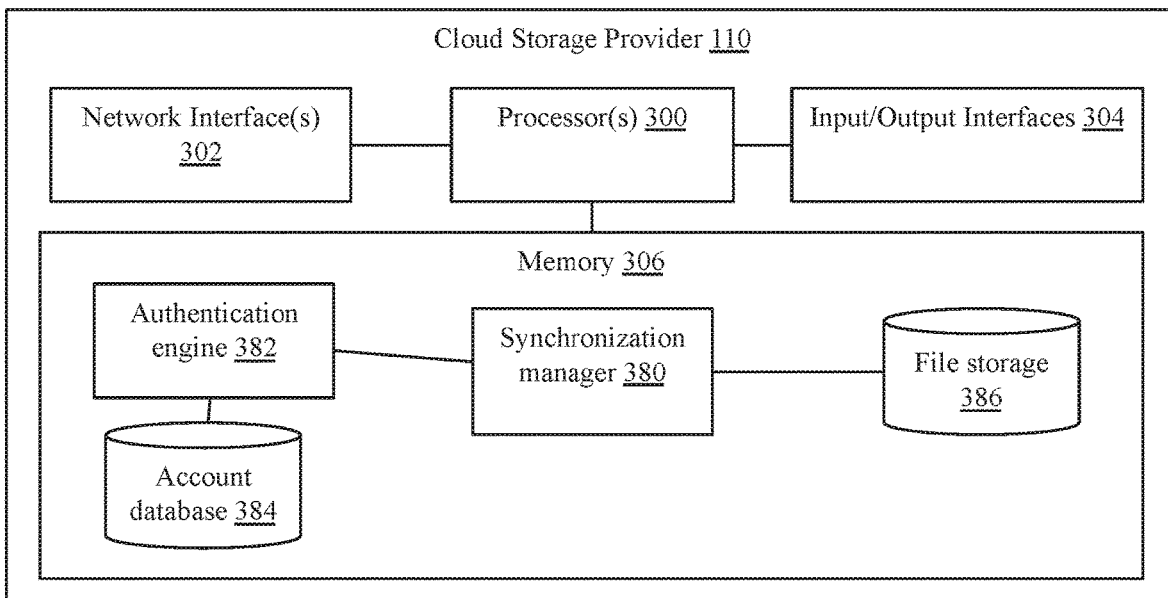 Cloud Storage Provider 110
Network Interface(s)
302
Processor(s) 300
Input/Output Interfaces 304
Memory 306
Authentication
engine 382
Synchronization
manager 380
File storage
386
Account
database 384